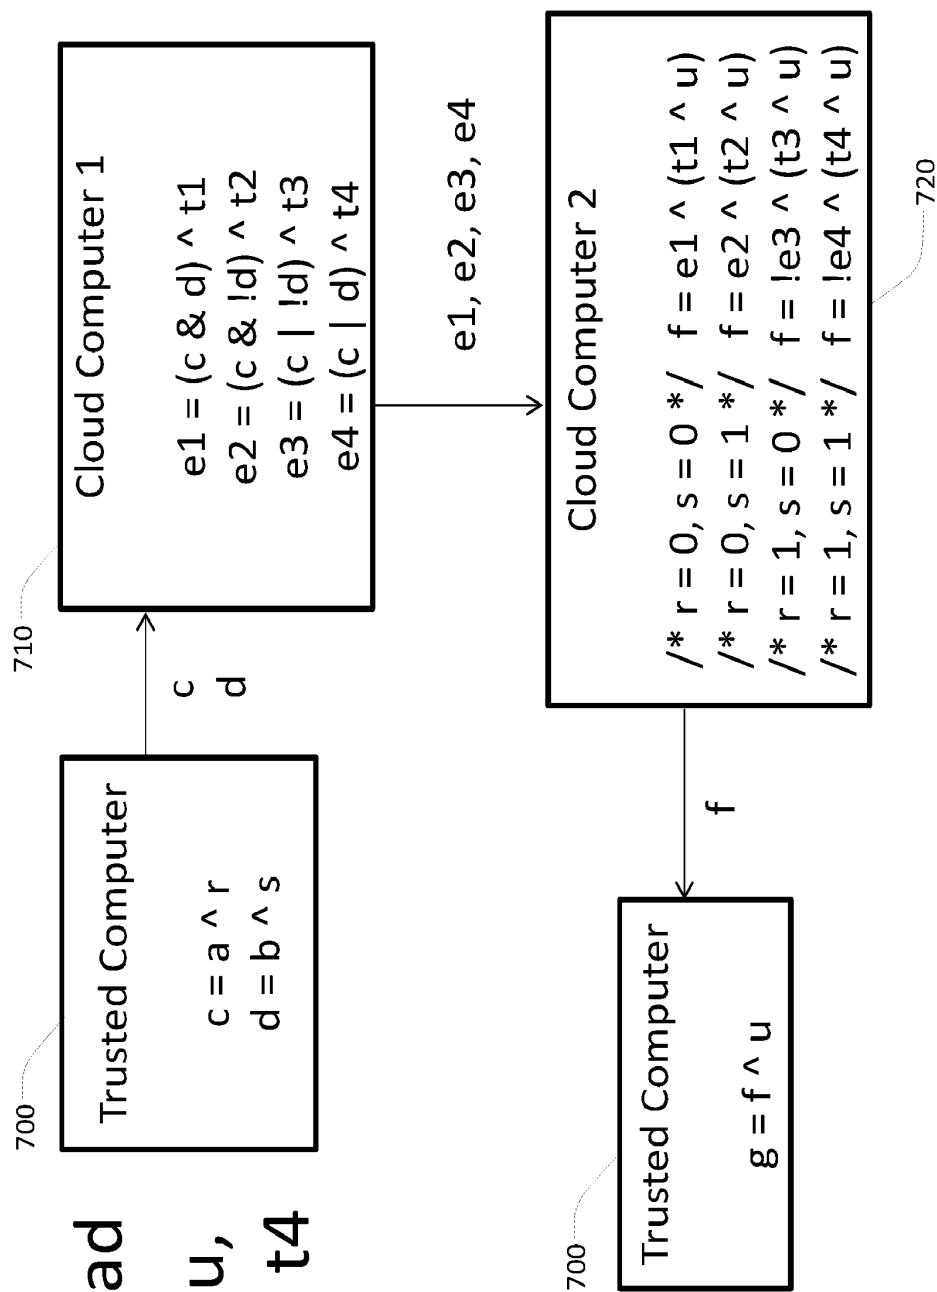 ad
u,
t4
700
Trusted Computer
c = a ^ r
d = b ^ s
c
d
710
Cloud Computer 1
e1 = (c & d) ^ t1
e2 = (c & !d) ^ t2
e3 = (c | !d) ^ t3
e4 = (c | d) ^ t4
e1, e2, e3, e4
Cloud Computer 2
/* r = 0, s = 0 */ f = e1 ^ (t1 ^ u)
/* r = 0, s = 1 */ f = e2 ^ (t2 ^ u)
/* r = 1, s = 0 */ f = !e3 ^ (t3 ^ u)
/* r = 1, s = 1 */ f = !e4 ^ (t4 ^ u)
720
f
700
Trusted Computer
g = f ^ u